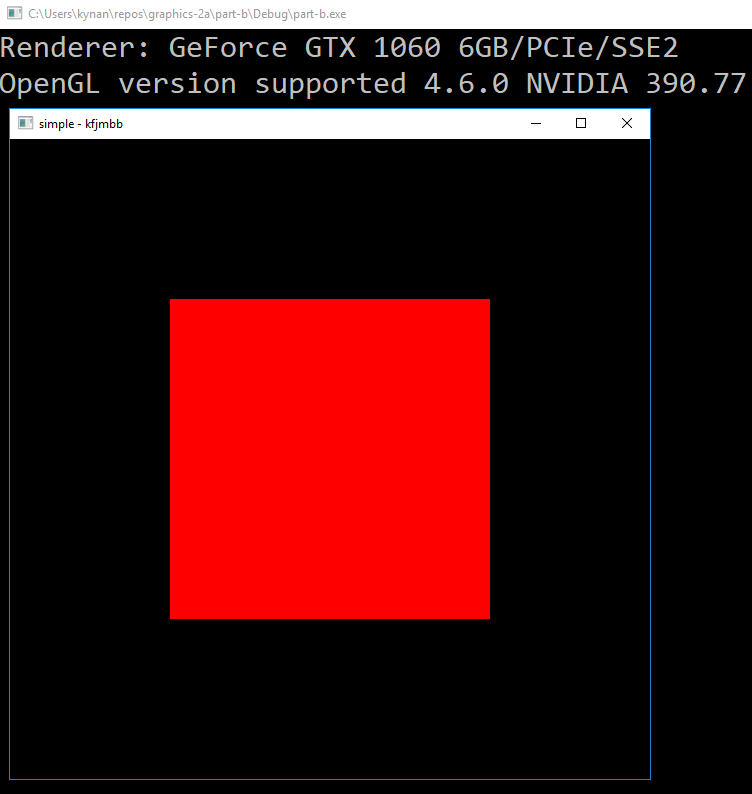 C:\Users\kynan\repos\graphics-2a\part-b\Debug\part-b.exe
Renderer: GeForce GTX 1060 6GB/PCIe/SSE2
OpenGL version supported 4.6.0 NVIDIA 390.77
simple - kfjmbb